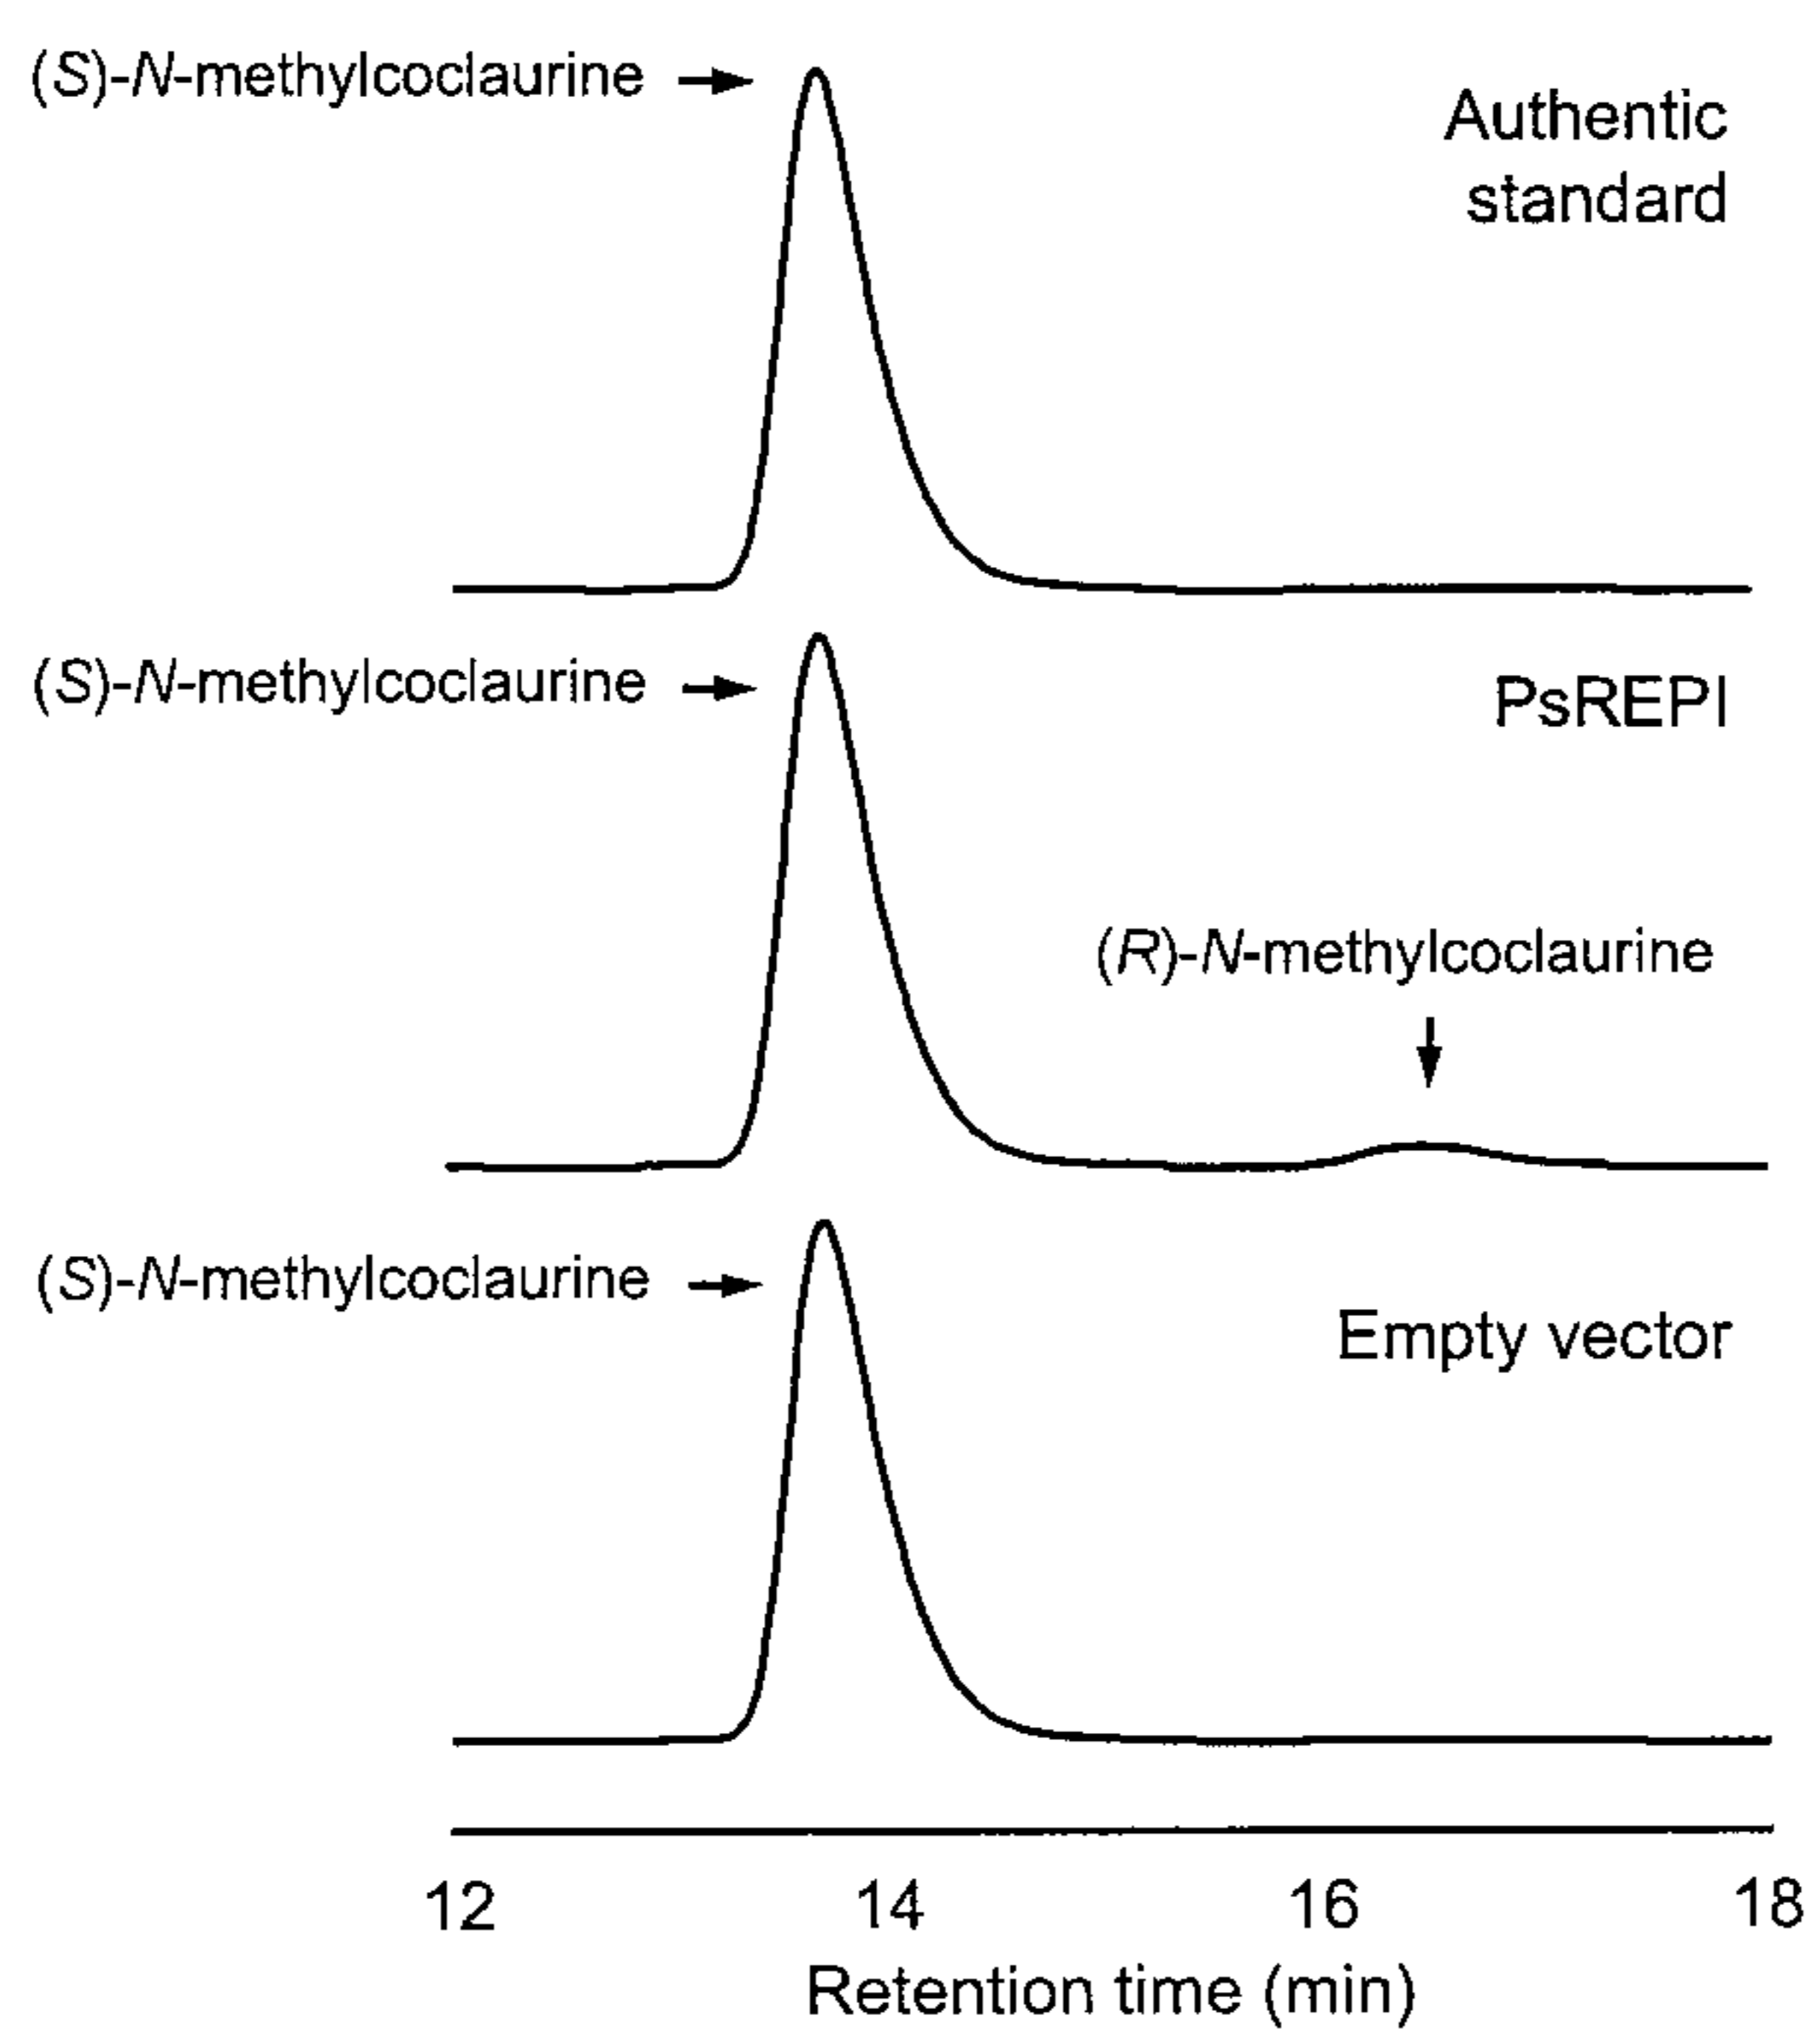 (S)-N-methylcoclaurine
Authentic
standard
(S)-N-methylcoclaurine
PsREPI
(R)-N-methylcoclaurine
(S)-N-methylcoclaurine
Empty vector
12 14 16 18
Retention time (min)